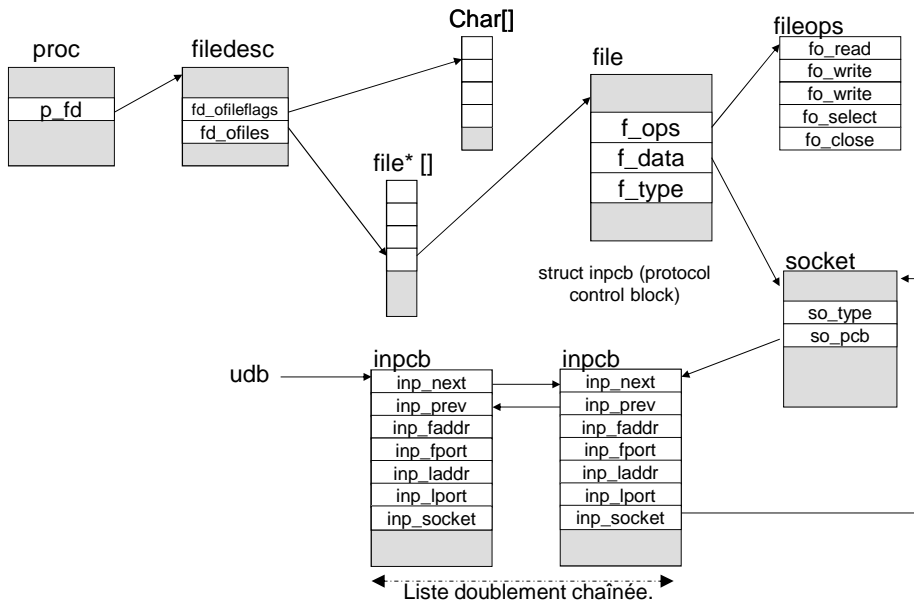 proc
p_fd
filedesc
fd_ofileflags
fd_ofiles
Char[]
file* []
file
f_ops
f_data
f_type
fileops
fo_read
fo_write
fo_write
fo_select
fo_close
struct inpcb (protocol
control block)
socket
so_type
so_pcb
udb
inpcb
inp_next
inp_prev
inp_faddr
inp_fport
inp_laddr
inp_lport
inp_socket
inpcb
inp_next
inp_prev
inp_faddr
inp_fport
inp_laddr
inp_lport
inp_socket
Liste doublement chaînée.